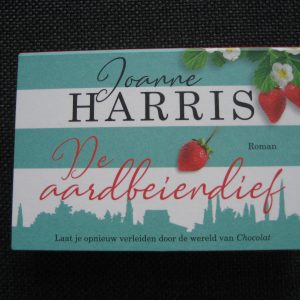 Joanne
HARRIS
Roman
De
aardbeiendief
Laat je opnieuw verleiden door de wereld van Chocolat